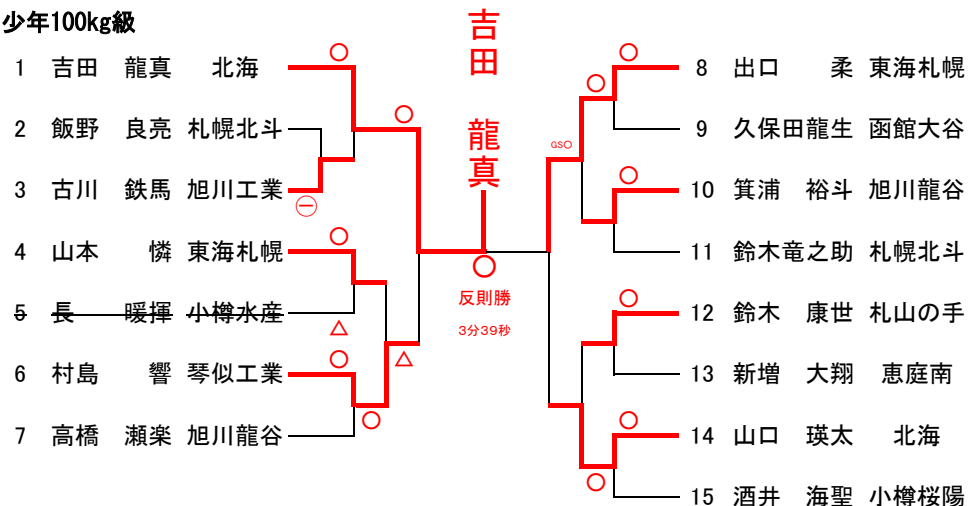 少年100kg級
吉田 龍真
1 吉田 龍真 北海
2 飯野 良亮 札幌北斗
3 古川 鉄馬 旭川工業
4 山本 憐 東海札幌
5 長 暖揮 小樽水産
6 村島 響 琴似工業
7 高橋 瀬楽 旭川龍谷
GS○
反則勝
3分39秒
8 出口 柔 東海札幌
9 久保田龍生 函館大谷
10 箕浦 裕斗 旭川龍谷
11 鈴木竜之助 札幌北斗
12 鈴木 康世 札山の手
13 新増 大翔 恵庭南
14 山口 瑛太 北海
15 酒井 海聖 小樽桜陽